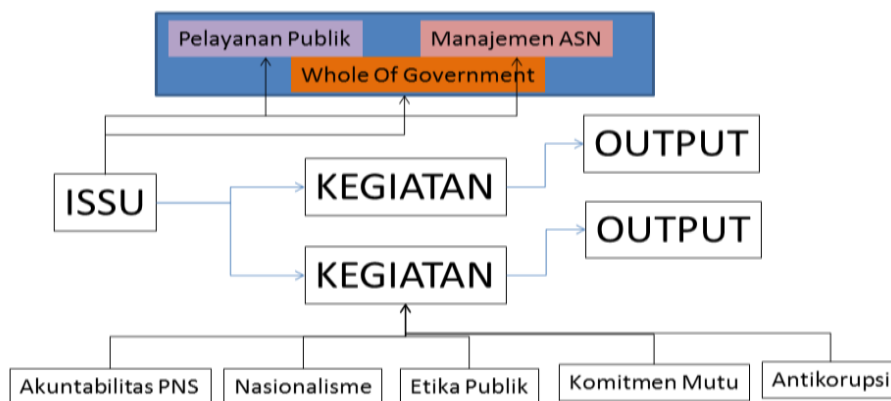 Pelayanan Publik
Manajemen ASN
Whole Of Government
OUTPUT
KEGIATAN
ISSU
OUTPUT
KEGIATAN
Akuntabilitas PNS
Nasionalisme
Etika Publik
Komitmen Mutu
Antikorupsi